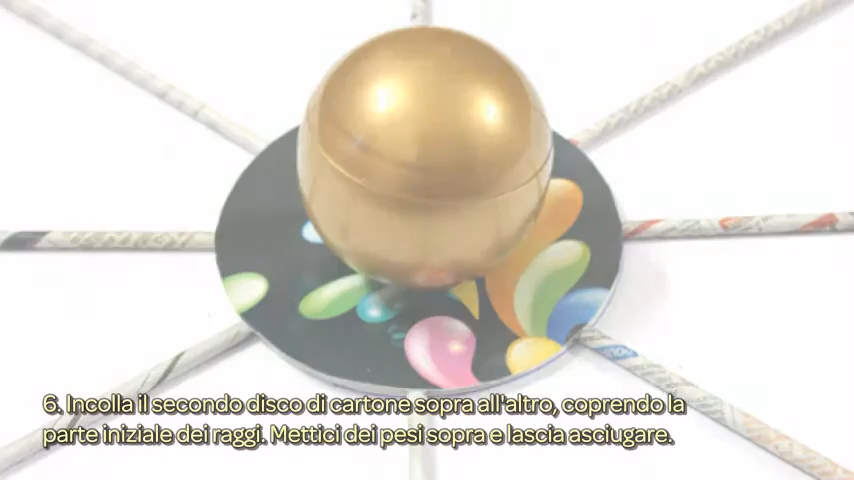 6. Incolla il secondo disco di cartone sopra all'altro, coprendo la
parte iniziale dei raggi. Mettici dei pesi sopra e lascia asciugare.